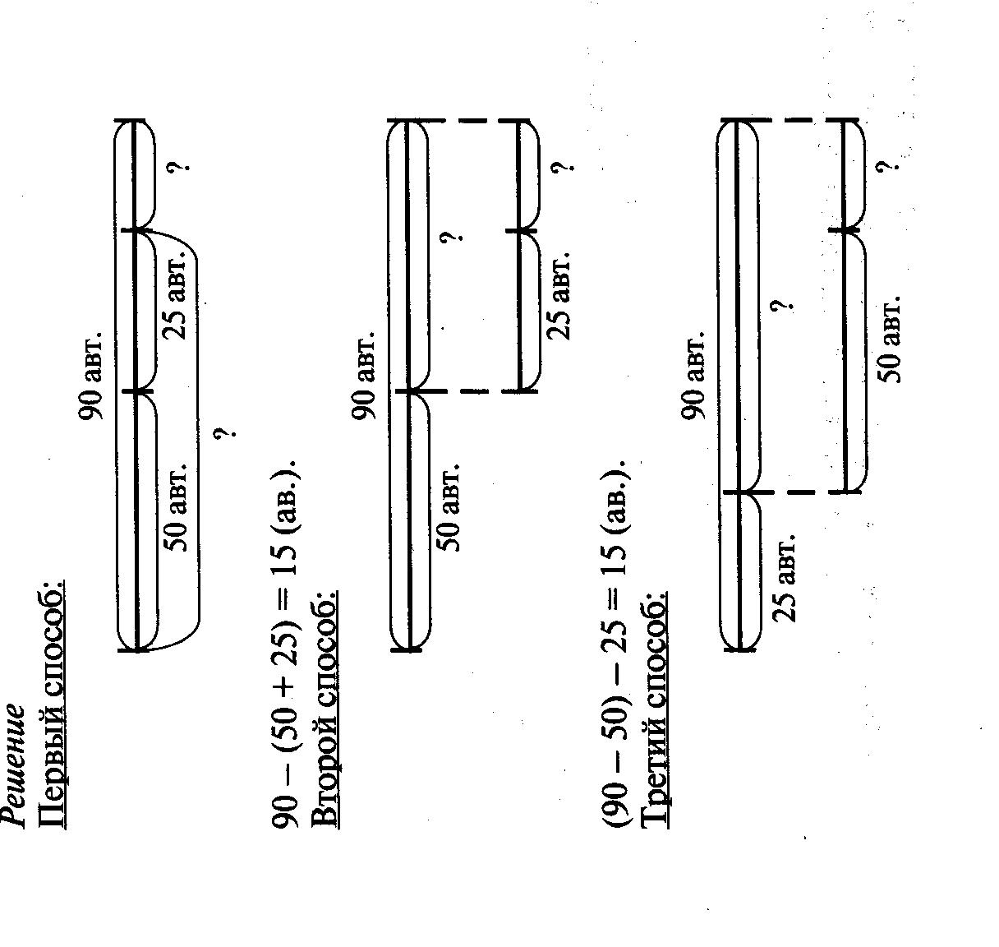 Решение
Первый способ:
90 авт.
50 авт.
25 авт.
?
?
90 – (50 + 25) = 15 (ав.).
Второй способ:
90 авт.
50 авт.
?
25 авт.
?
(90 – 50) – 25 = 15 (ав.).
Третий способ:
90 авт.
25 авт.
?
50 авт.
?